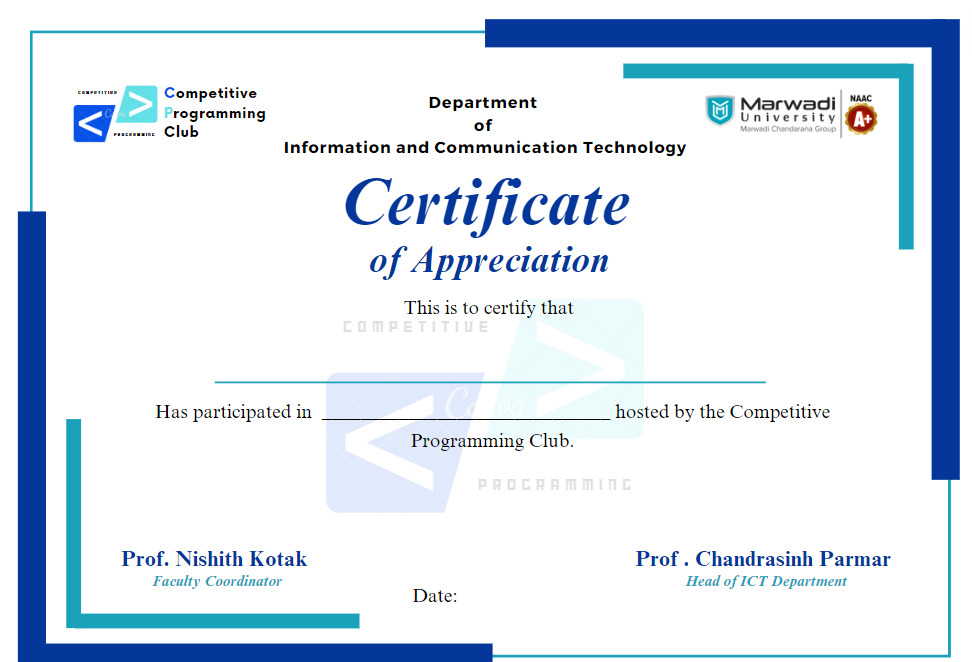 COMPETITIVE
PROGRAMMING
Competitive
Programming
Club
Department
of
Information and Communication Technology
Marwadi
University
Marwadi Chandarana Group
NAAC
A+
Certificate
of Appreciation
This is to certify that
COMPETITIVE
Canva
Has participated in ______________________________ hosted by the Competitive
Programming Club.
PROGRAMMING
Prof. Nishith Kotak
Faculty Coordinator
Prof . Chandrasinh Parmar
Head of ICT Department
Date: